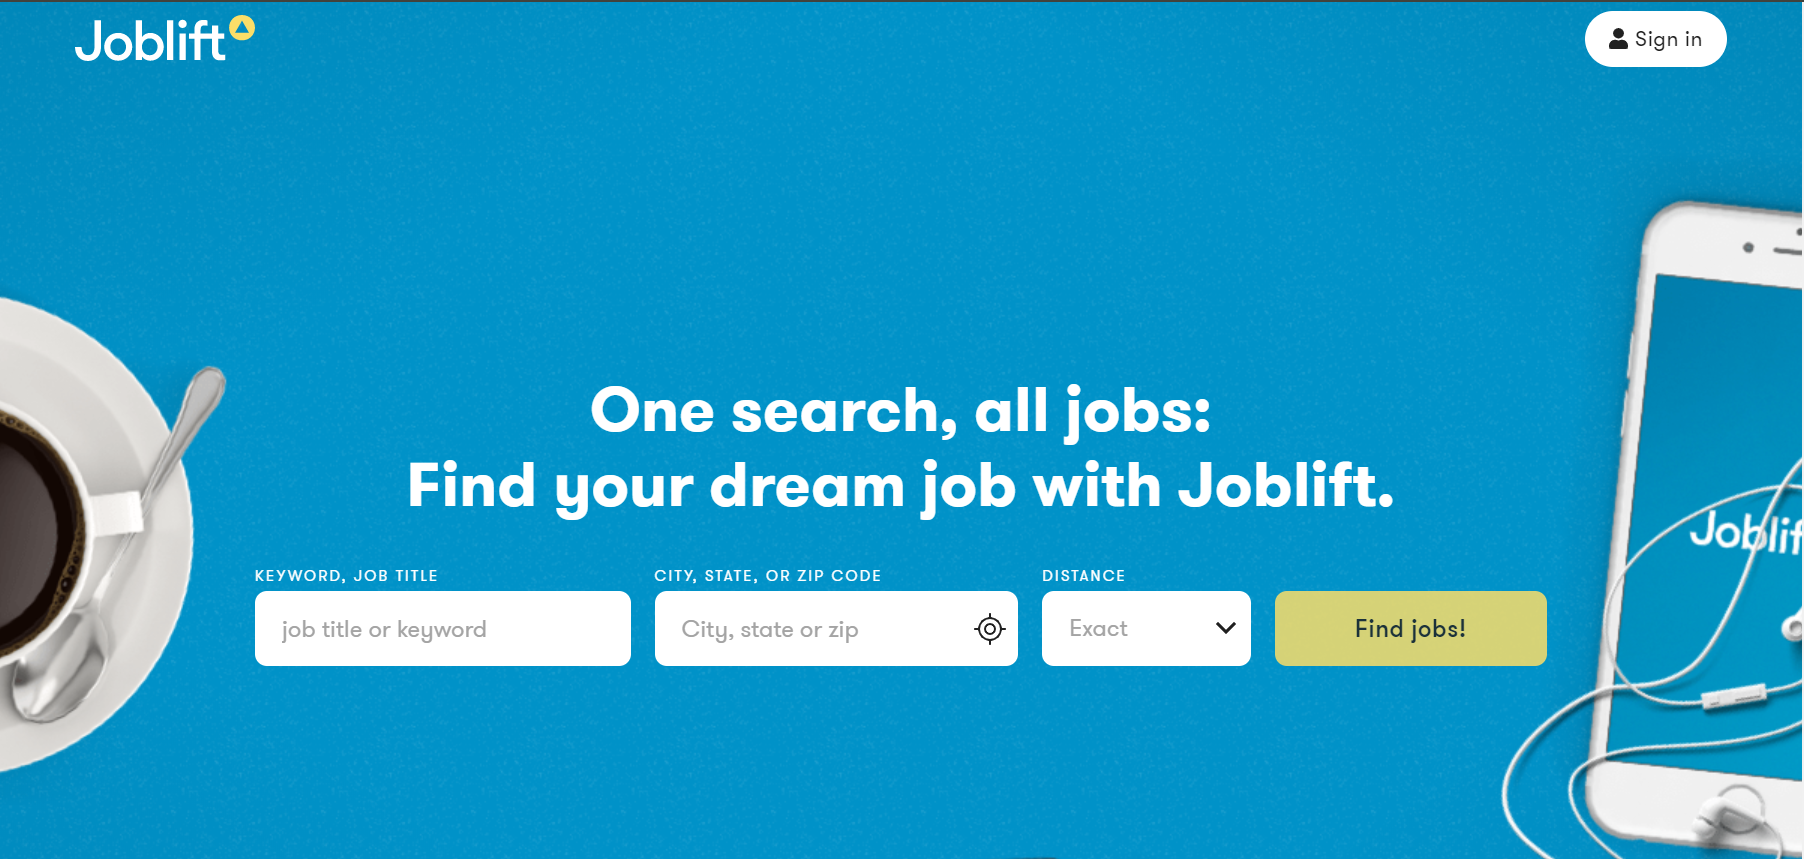 Joblift
Sign in
One search, all jobs:
Find your dream job with Joblift.
KEYWORD, JOB TITLE
CITY, STATE, OR ZIP CODE
DISTANCE
job title or keyword
City, state or zip
Exact
Find jobs!
Joblif